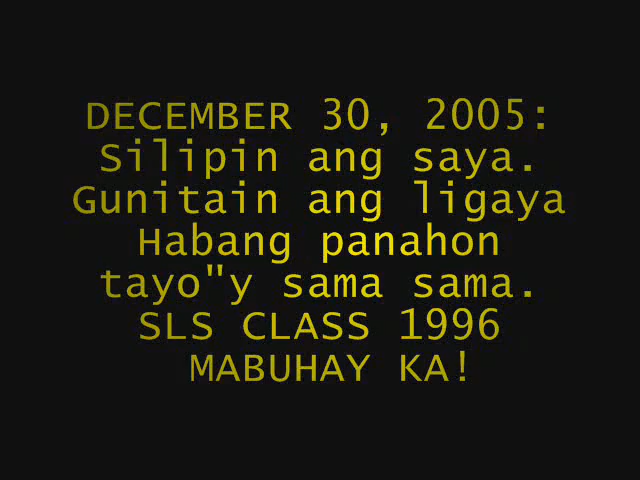 DECEMBER 30, 2005:
Silipin ang saya.
Gunitain ang ligaya
Habang panahon
tayo"y sama sama.
SLS CLASS 1996
MABUHAY KA!